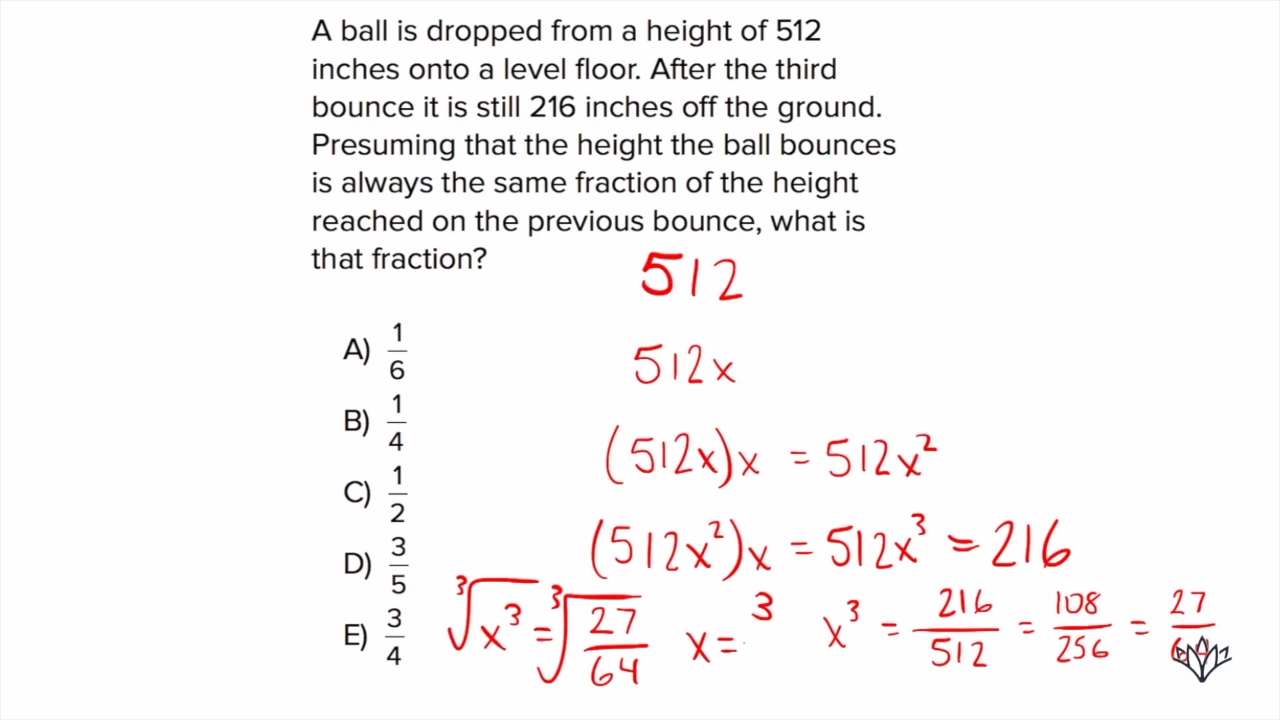 A ball is dropped from a height of 512
inches onto a level floor. After the third
bounce it is still 216 inches off the ground.
Presuming that the height the ball bounces
is always the same fraction of the height
reached on the previous bounce, what is
that fraction?
512
A) 1/6
512x
B) 1/4
(512x)x = 512x²
C) 1/2
D) 3/5
(512x²)x = 512x³ = 216
E) 3/4
∛x³ = ∛27/64
x = 3
x³ = 216/512 = 108/256 = 27/64